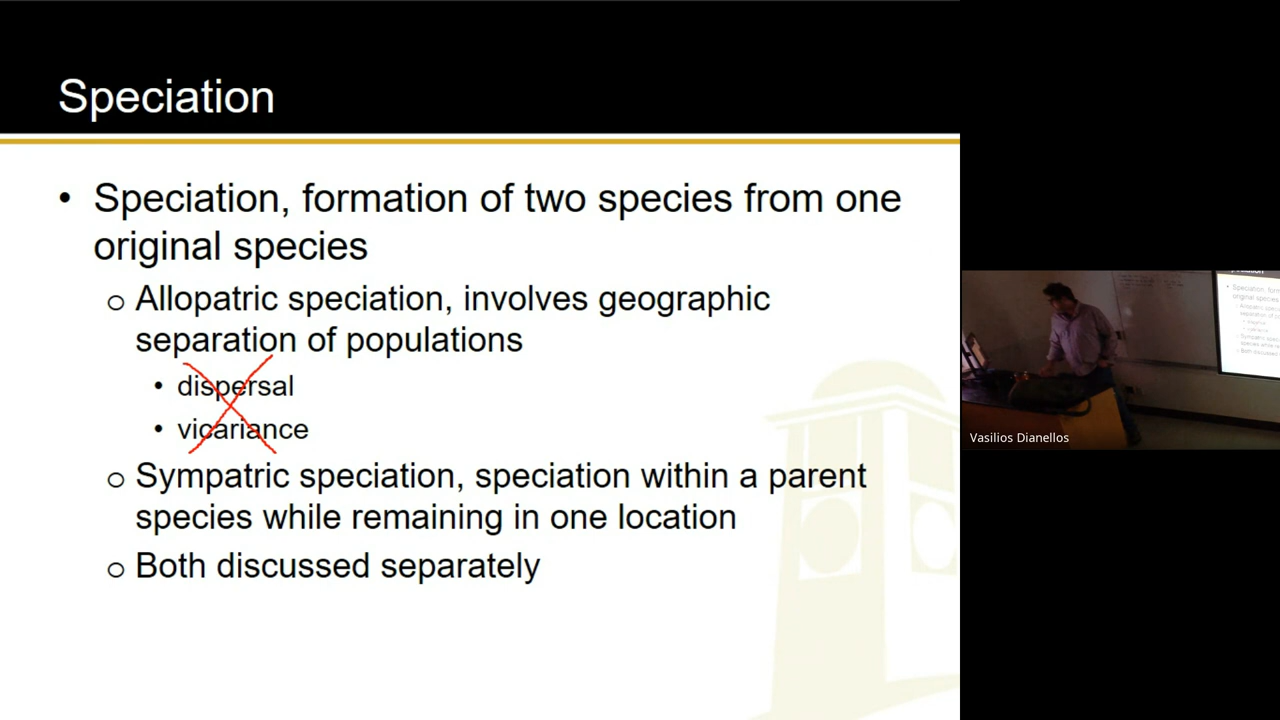 Speciation
• Speciation, formation of two species from one
original species
o Allopatric speciation, involves geographic
separation of populations
• dispersal
• vicariance
o Sympatric speciation, speciation within a parent
species while remaining in one location
o Both discussed separately
Vasilios Dianellos